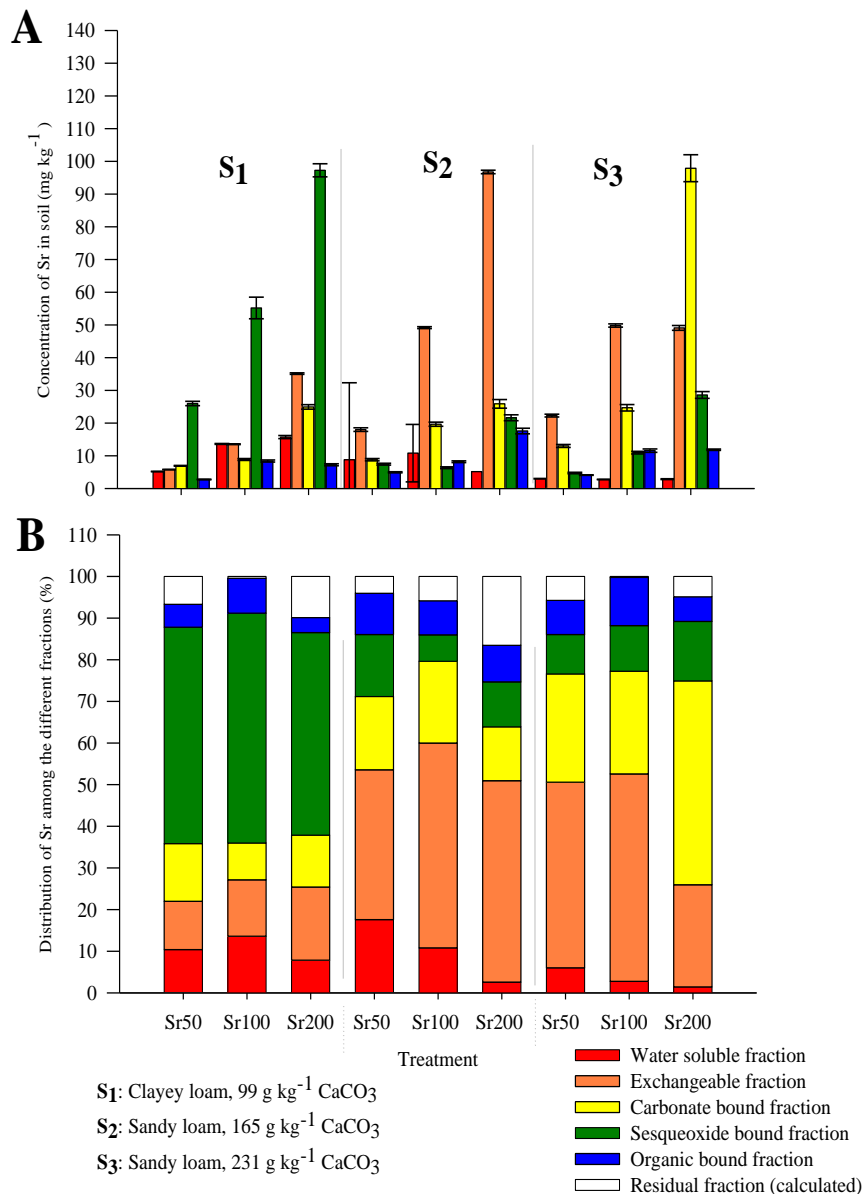 A
Concentration of Sr in soil (mg kg⁻¹)
140
130
120
110
100
90
80
70
60
50
40
30
20
10
0
S₁
S₂
S₃
B
Distribution of Sr among the different fractions (%)
110
100
90
80
70
60
50
40
30
20
10
0
Sr50 Sr100 Sr200 Sr50 Sr100 Sr200 Sr50 Sr100 Sr200
Treatment
S₁: Clayey loam, 99 g kg⁻¹ CaCO₃
S₂: Sandy loam, 165 g kg⁻¹ CaCO₃
S₃: Sandy loam, 231 g kg⁻¹ CaCO₃
Water soluble fraction
Exchangeable fraction
Carbonate bound fraction
Sesqueoxide bound fraction
Organic bound fraction
Residual fraction (calculated)